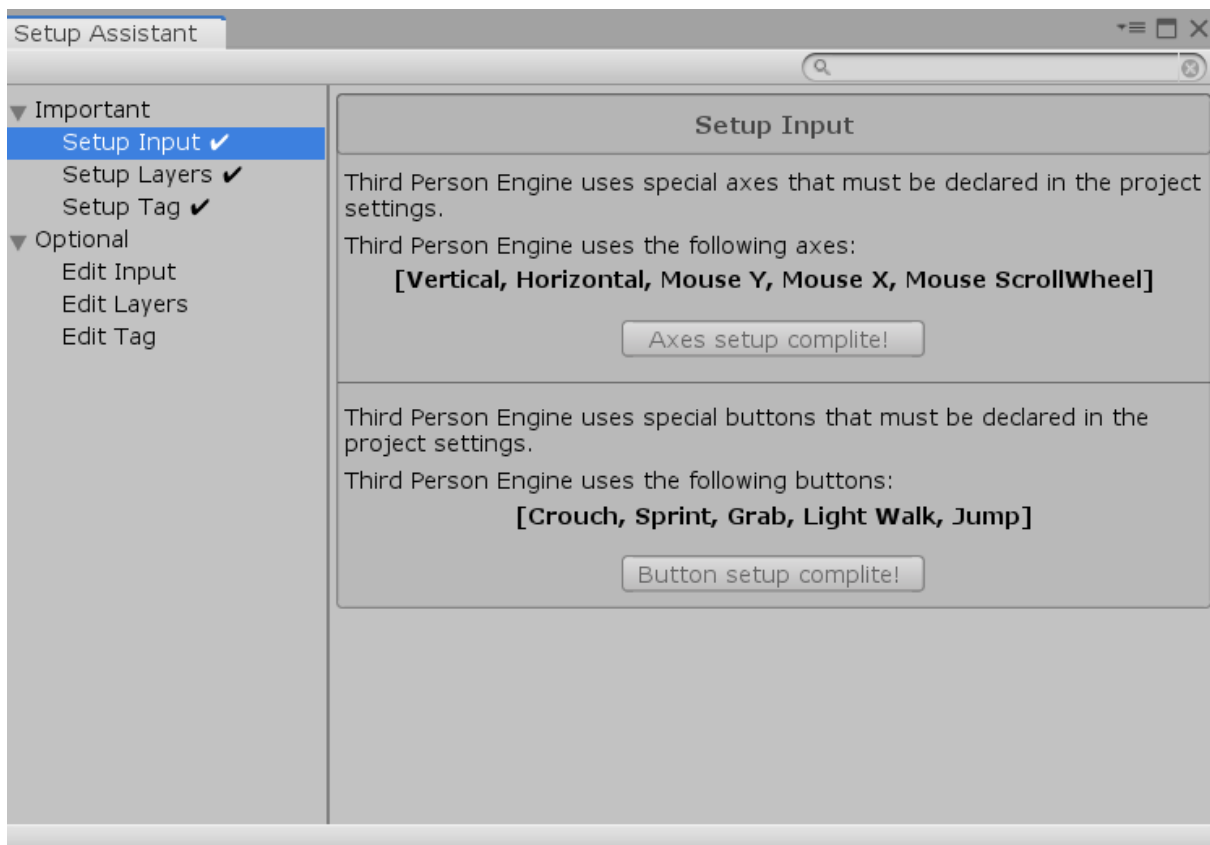 Setup Assistant
Important
Setup Input ✔
Setup Layers ✔
Setup Tag ✔
Optional
Edit Input
Edit Layers
Edit Tag
Setup Input
Third Person Engine uses special axes that must be declared in the project
settings.
Third Person Engine uses the following axes:
[Vertical, Horizontal, Mouse Y, Mouse X, Mouse ScrollWheel]
Axes setup complite!
Third Person Engine uses special buttons that must be declared in the
project settings.
Third Person Engine uses the following buttons:
[Crouch, Sprint, Grab, Light Walk, Jump]
Button setup complite!